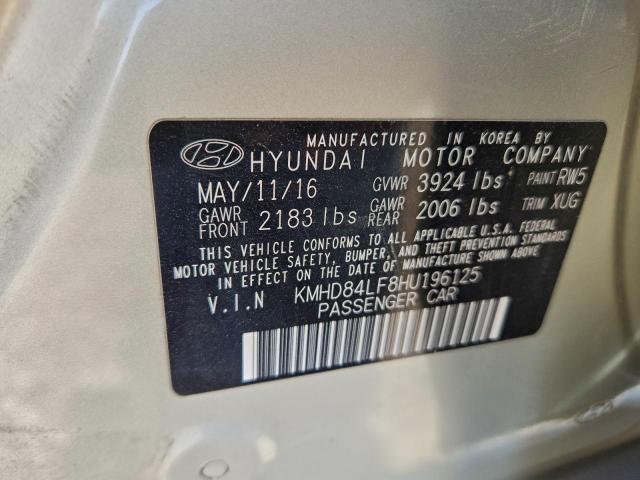 MANUFACTURED IN KOREA BY
HYUNDAI MOTOR COMPANY
MAY/11/16 GVWR 3924 lbs PAINT RW5
GAWR FRONT 2183 lbs GAWR REAR 2006 lbs TRIM XUG
THIS VEHICLE CONFORMS TO ALL APPLICABLE U.S.A. FEDERAL
MOTOR VEHICLE SAFETY, BUMPER, AND THEFT PREVENTION STANDARDS
IN EFFECT ON THE DATE OF MANUFACTURE SHOWN ABOVE
V.I.N KMHD84LF8HU196125
PASSENGER CAR